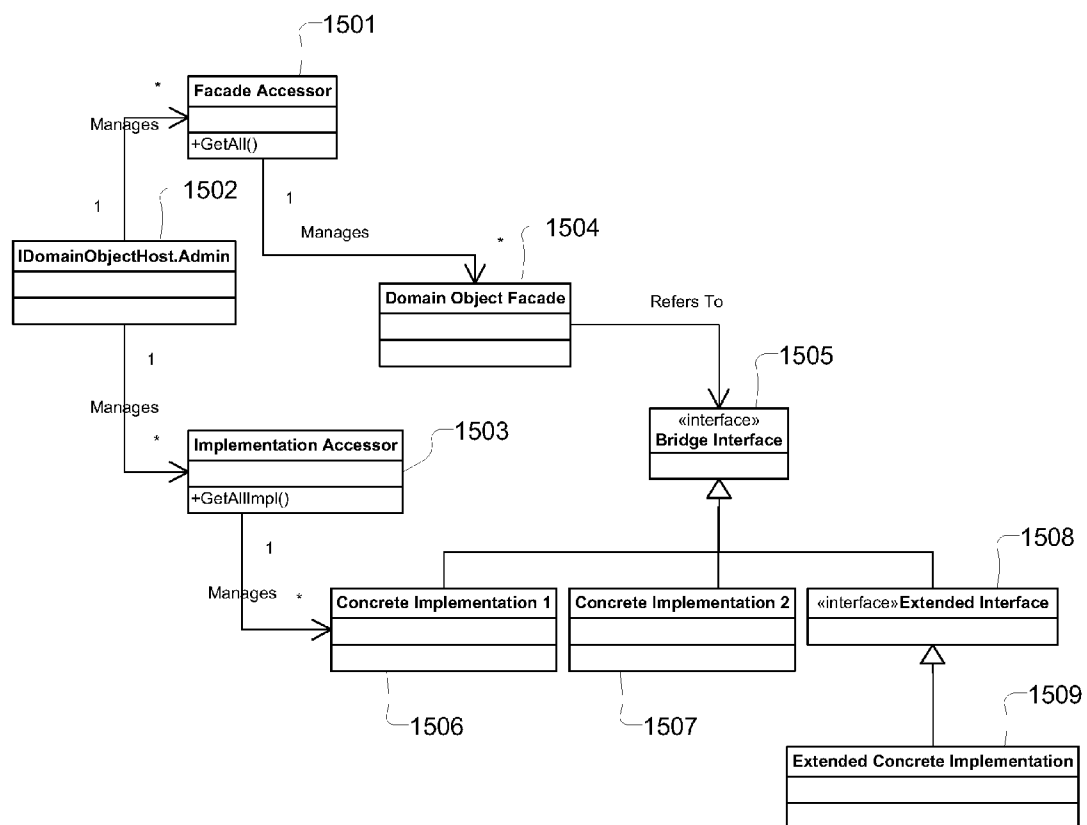 1501
*
Facade Accessor
Manages
+GetAll()
1502
1
1
Manages
1504
*
IDomainObjectHost.Admin
Domain Object Facade
Refers To
1
1505
Manages
«interface»
Bridge Interface
*
Implementation Accessor
1503
+GetAllImpl()
1
1508
Manages
*
Concrete Implementation 1
Concrete Implementation 2
«interface»Extended Interface
1506
1507
1509
Extended Concrete Implementation